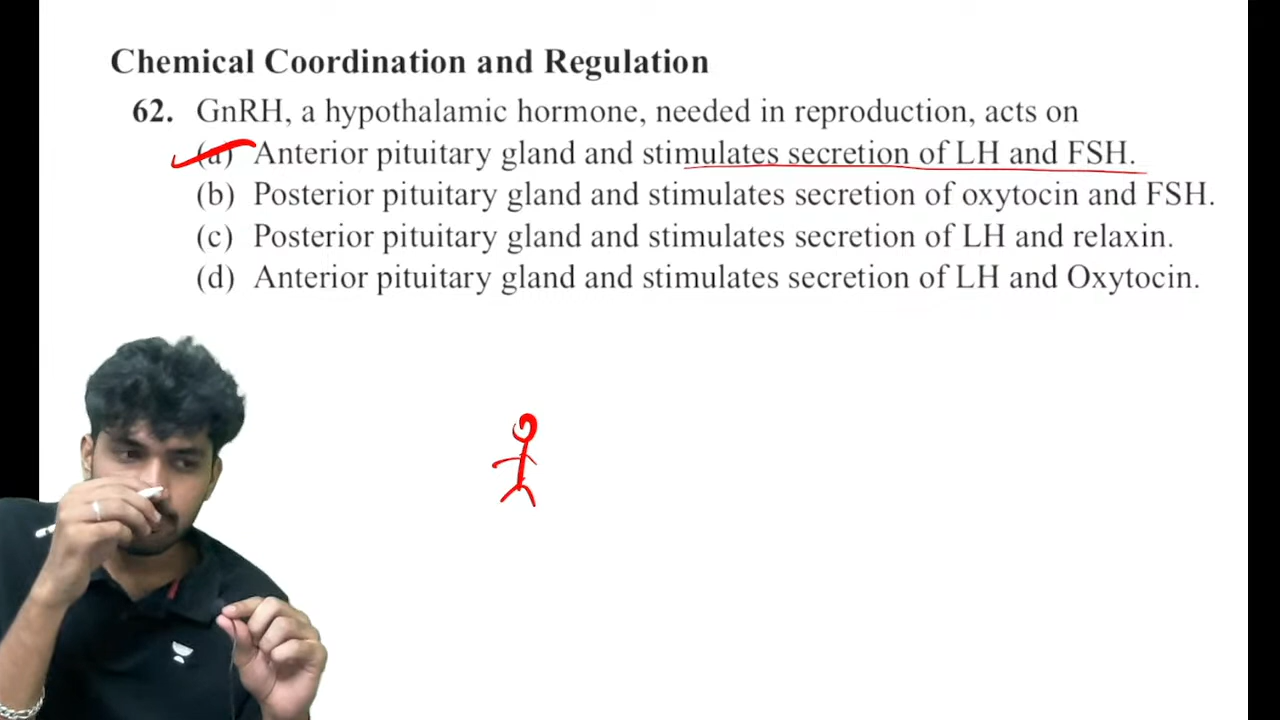 Chemical Coordination and Regulation
62. GnRH, a hypothalamic hormone, needed in reproduction, acts on
(a) Anterior pituitary gland and stimulates secretion of LH and FSH.
(b) Posterior pituitary gland and stimulates secretion of oxytocin and FSH.
(c) Posterior pituitary gland and stimulates secretion of LH and relaxin.
(d) Anterior pituitary gland and stimulates secretion of LH and Oxytocin.